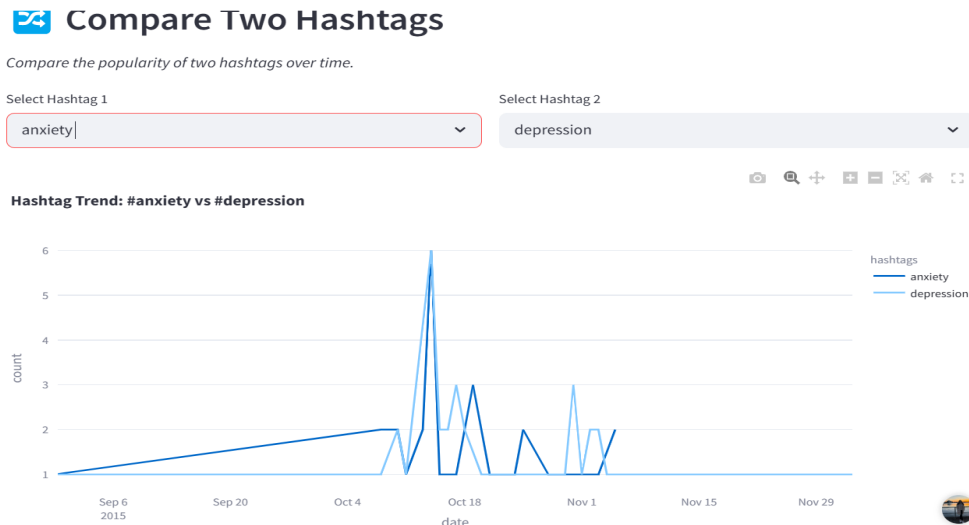 Compare Two Hashtags
Compare the popularity of two hashtags over time.
Select Hashtag 1
Select Hashtag 2
anxiety
depression
Hashtag Trend: #anxiety vs #depression
hashtags
anxiety
depression
count
6
5
4
3
2
1
Sep 6
2015
Sep 20
Oct 4
Oct 18
Nov 1
Nov 15
Nov 29
date